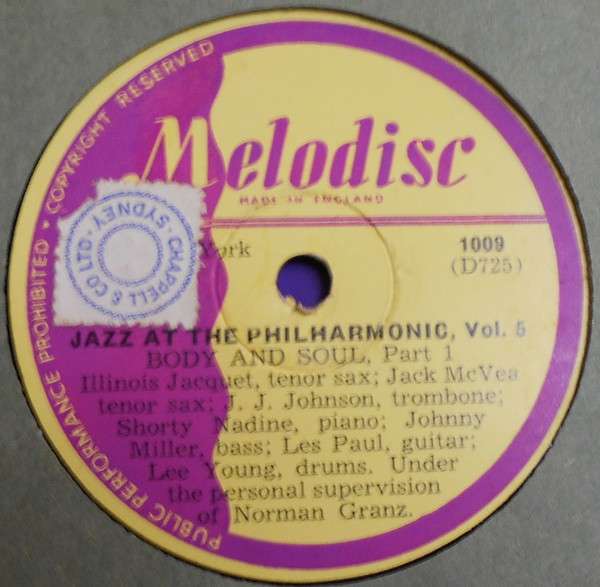 PUBLIC PERFORMANCE PROHIBITED • COPYRIGHT RESERVED
Melodisc
MADE IN ENGLAND
CHAPPELL & CO LTD · SYDNEY
York
1009
(D725)
JAZZ AT THE PHILHARMONIC, Vol. 5
BODY AND SOUL, Part 1
Illinois Jacquet, tenor sax; Jack McVea
tenor sax; J. J. Johnson, trombone;
Shorty Nadine, piano; Johnny
Miller, bass; Les Paul, guitar;
Lee Young, drums. Under
the personal supervision
of Norman Granz.